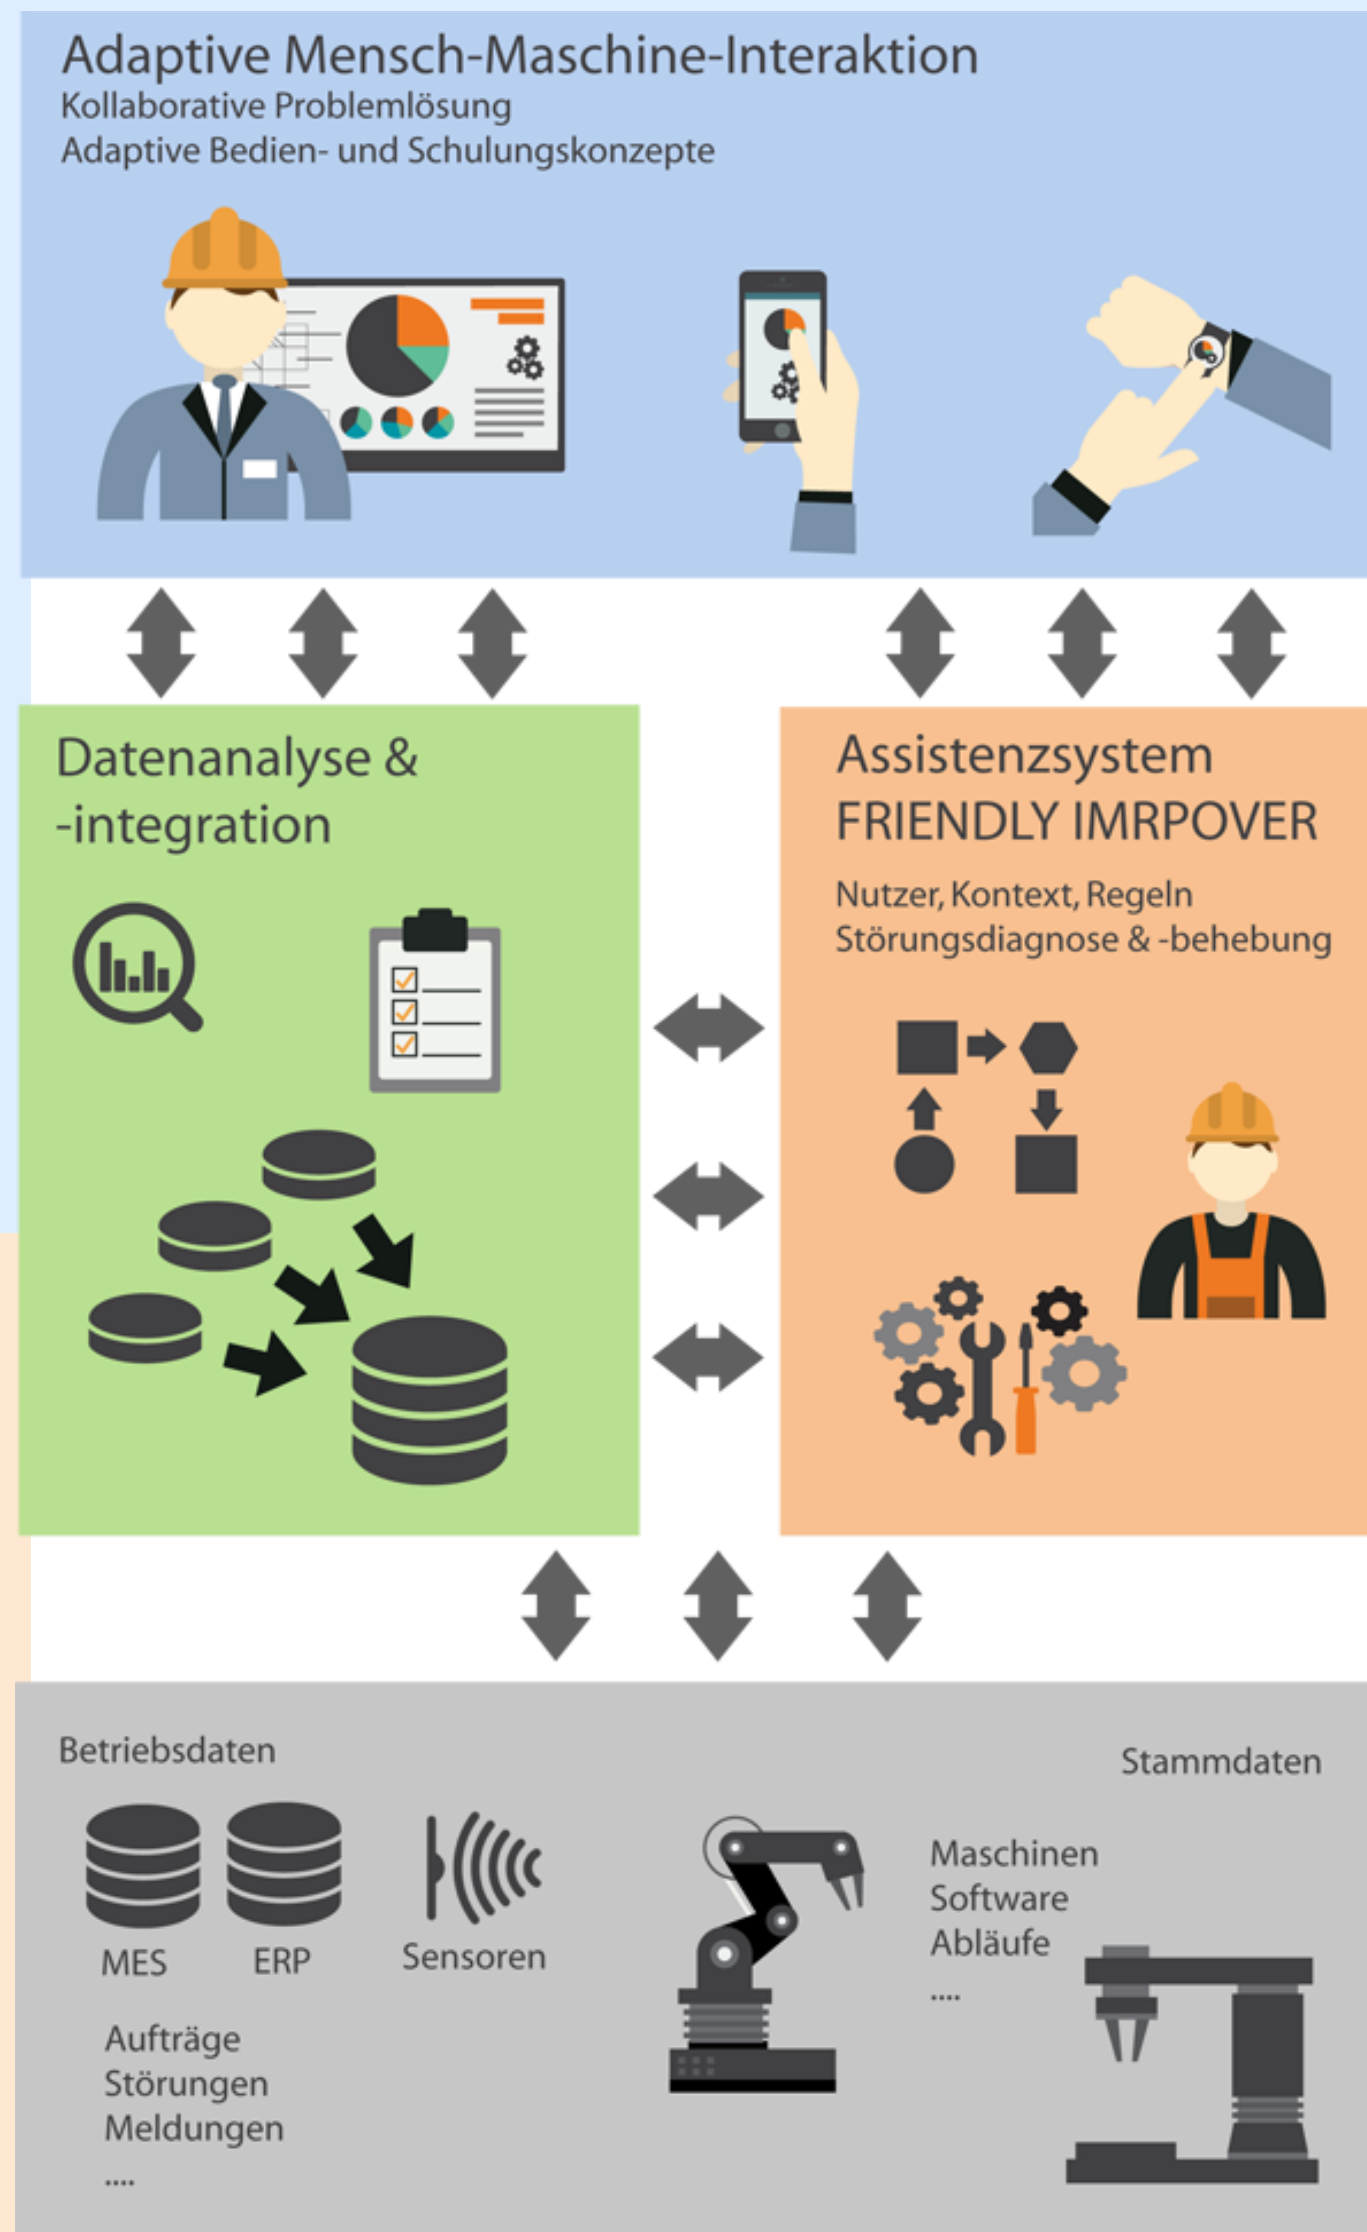 Adaptive Mensch-Maschine-Interaktion
Kollaborative Problemlösung
Adaptive Bedien- und Schulungskonzepte
Datenanalyse &
-integration
Assistenzsystem
FRIENDLY IMRPOVER
Nutzer, Kontext, Regeln
Störungsdiagnose & -behebung
Betriebsdaten
MES
ERP
Sensoren
Aufträge
Störungen
Meldungen
....
Stammdaten
Maschinen
Software
Abläufe
....